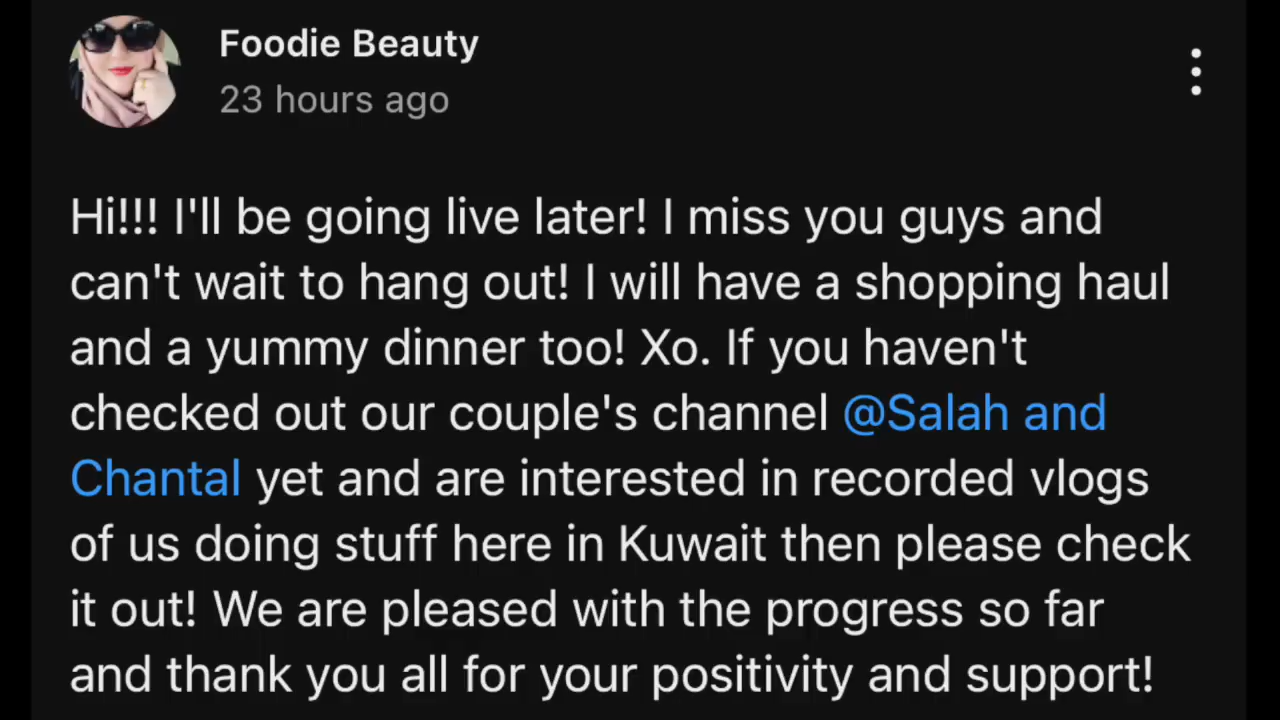 Foodie Beauty
23 hours ago
Hi!!! I'll be going live later! I miss you guys and
can't wait to hang out! I will have a shopping haul
and a yummy dinner too! Xo. If you haven't
checked out our couple's channel @Salah and
Chantal yet and are interested in recorded vlogs
of us doing stuff here in Kuwait then please check
it out! We are pleased with the progress so far
and thank you all for your positivity and support!